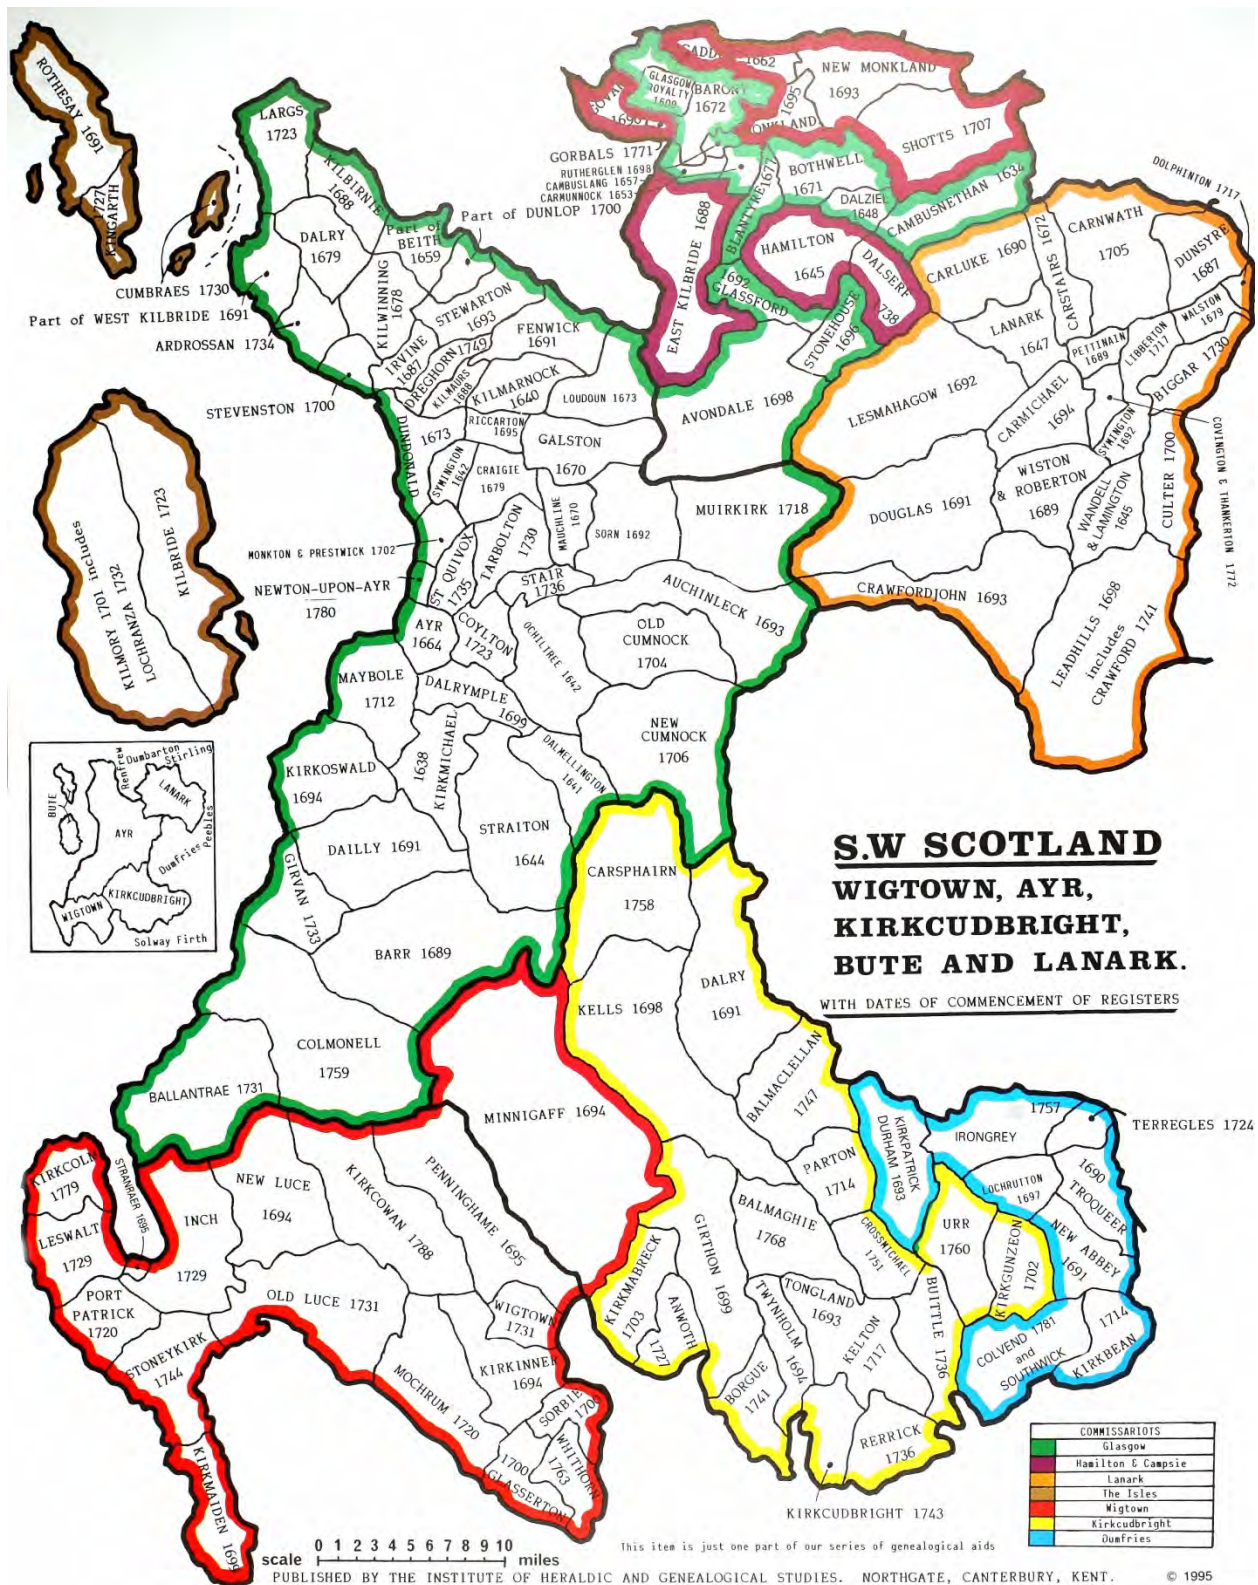 ROTHESAY 1691
KINGARTH
1727
CUMBRAES 1730
LARGS
1723
KILBIRNIE
1688
DALRY
1679
Part of
BEITH
1659
Part of DUNLOP 1700
Part of WEST KILBRIDE 1691
ARDROSSAN 1734
STEVENSTON 1700
KILWINNING
1678
STEWARTON
1693
IRVINE
1687
DREGHORN
1749
KILMAURS
1688
FENWICK
1691
KILMARNOCK
1640
LOUDOUN 1673
DUNDONALD
1673
RICCARTON
1695
GALSTON
1670
SYMINGTON
1642
CRAIGIE
1679
MONKTON & PRESTWICK 1702
NEWTON-UPON-AYR
1780
ST QUIVOX
1735
TARBOLTON
1730
MAUCHLINE
1670
SORN 1692
MUIRKIRK 1718
STAIR
1736
AUCHINLECK 1693
AYR
1664
COYLTON
1723
OCHILTREE 1642
OLD
CUMNOCK
1704
MAYBOLE
1712
DALRYMPLE
1699
NEW
CUMNOCK
1706
KIRKMICHAEL
1638
DALMELLINGTON
1641
KIRKOSWALD
1694
STRAITON
1644
DAILLY 1691
GIRVAN 1733
BARR 1689
COLMONELL
1759
BALLANTRAE 1731
KILMORY 1701 includes
LOCHRANZA 1732
KILBRIDE 1723
1662
NEW MONKLAND
1693
GLASGOW
ROYALTY
1609
BARONY
1672
1695
SHOTTS 1707
GORBALS 1771
RUTHERGLEN 1698
CAMBUSLANG 1657
CARMUNNOCK 1653
BOTHWELL
1671
DALZIEL
1648
CAMBUSNETHAN 1634
BLANTYRE 1677
EAST KILBRIDE 1688
HAMILTON
1645
DALSERF
1738
1692
GLASSFORD
STONEHOUSE
1696
AVONDALE 1698
DOLPHINTON 1717
CARLUKE 1690
CARSTAIRS 1672
CARNWATH
1705
DUNSYRE
1687
LANARK
1647
PETTINAIN
1689
LIBBERTON
1717
WALSTON
1679
BIGGAR 1730
LESMAHAGOW 1692
CARMICHAEL
1694
SYMINGTON
1692
COVINGTON & THANKERTON 1772
CULTER 1700
DOUGLAS 1691
WISTON
& ROBERTON
1689
WANDELL
& LAMINGTON
1645
CRAWFORDJOHN 1693
LEADHILLS 1698
includes
CRAWFORD 1741
BUTE
Renfrew
Dumbarton
Stirling
LANARK
AYR
Peebles
Dumfries
KIRKCUDBRIGHT
WIGTOWN
Solway Firth
S.W SCOTLAND
WIGTOWN, AYR,
KIRKCUDBRIGHT,
BUTE AND LANARK.
WITH DATES OF COMMENCEMENT OF REGISTERS
CARSPHAIRN
1758
KELLS 1698
DALRY
1691
BALMACLELLAN
1747
MINNIGAFF 1694
PARTON
1714
BALMAGHIE
1768
CROSSMICHAEL
1751
KIRKPATRICK
DURHAM 1693
IRONGREY
1757
TERREGLES 1724
LOCHRUTTON
1697
1690
TROQUEER
NEW ABBEY
1691
URR
1760
KIRKGUNZEON
1702
BUITTLE 1736
COLVEND 1781
and
SOUTHWICK
1714
KIRKBEAN
GIRTHON 1699
KIRKMABRECK
1703
ANWOTH
1727
TWYNHOLM
1694
TONGLAND
1693
KELTON
1717
BORGUE
1741
RERRICK
1736
KIRKCUDBRIGHT 1743
KIRKCOLM
1779
STRANRAER 1695
LESWALT
1729
INCH
1729
NEW LUCE
1694
KIRKCOWAN
1788
PENNINGHAME 1695
PORT
PATRICK
1720
OLD LUCE 1731
STONEYKIRK
1744
WIGTOWN
1731
KIRKINNER
1694
MOCHRUM 1720
SORBIE
1700
1700
GLASSERTON
WHITHORN
1763
KIRKMAIDEN 1699
COMMISSARIOTS
Glasgow
Hamilton & Campsie
Lanark
The Isles
Wigtown
Kirkcudbright
Dumfries
scale 0 1 2 3 4 5 6 7 8 9 10 miles
This item is just one part of our series of genealogical aids
PUBLISHED BY THE INSTITUTE OF HERALDIC AND GENEALOGICAL STUDIES. NORTHGATE, CANTERBURY, KENT. © 1995